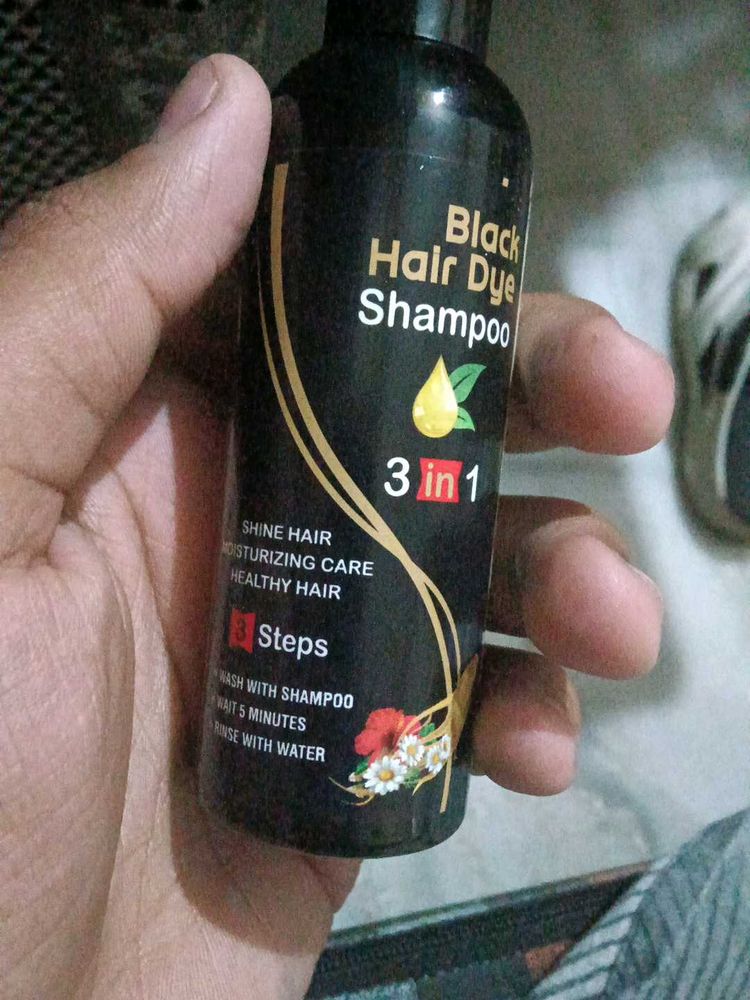 Black
Hair Dye
Shampoo
3 in 1
SHINE HAIR
MOISTURIZING CARE
HEALTHY HAIR
3 Steps
WASH WITH SHAMPOO
WAIT 5 MINUTES
RINSE WITH WATER